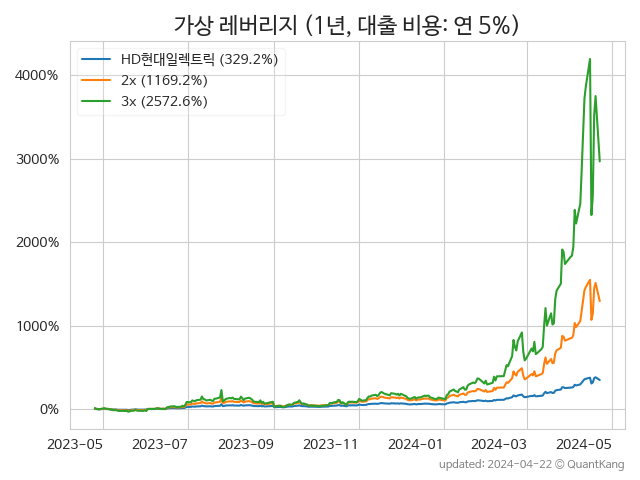 가상 레버리지 (1년, 대출 비용: 연 5%)
HD현대일렉트릭 (329.2%)
2x (1169.2%)
3x (2572.6%)
4000%
3000%
2000%
1000%
0%
2023-05 2023-07 2023-09 2023-11 2024-01 2024-03 2024-05
updated: 2024-04-22 © QuantKang